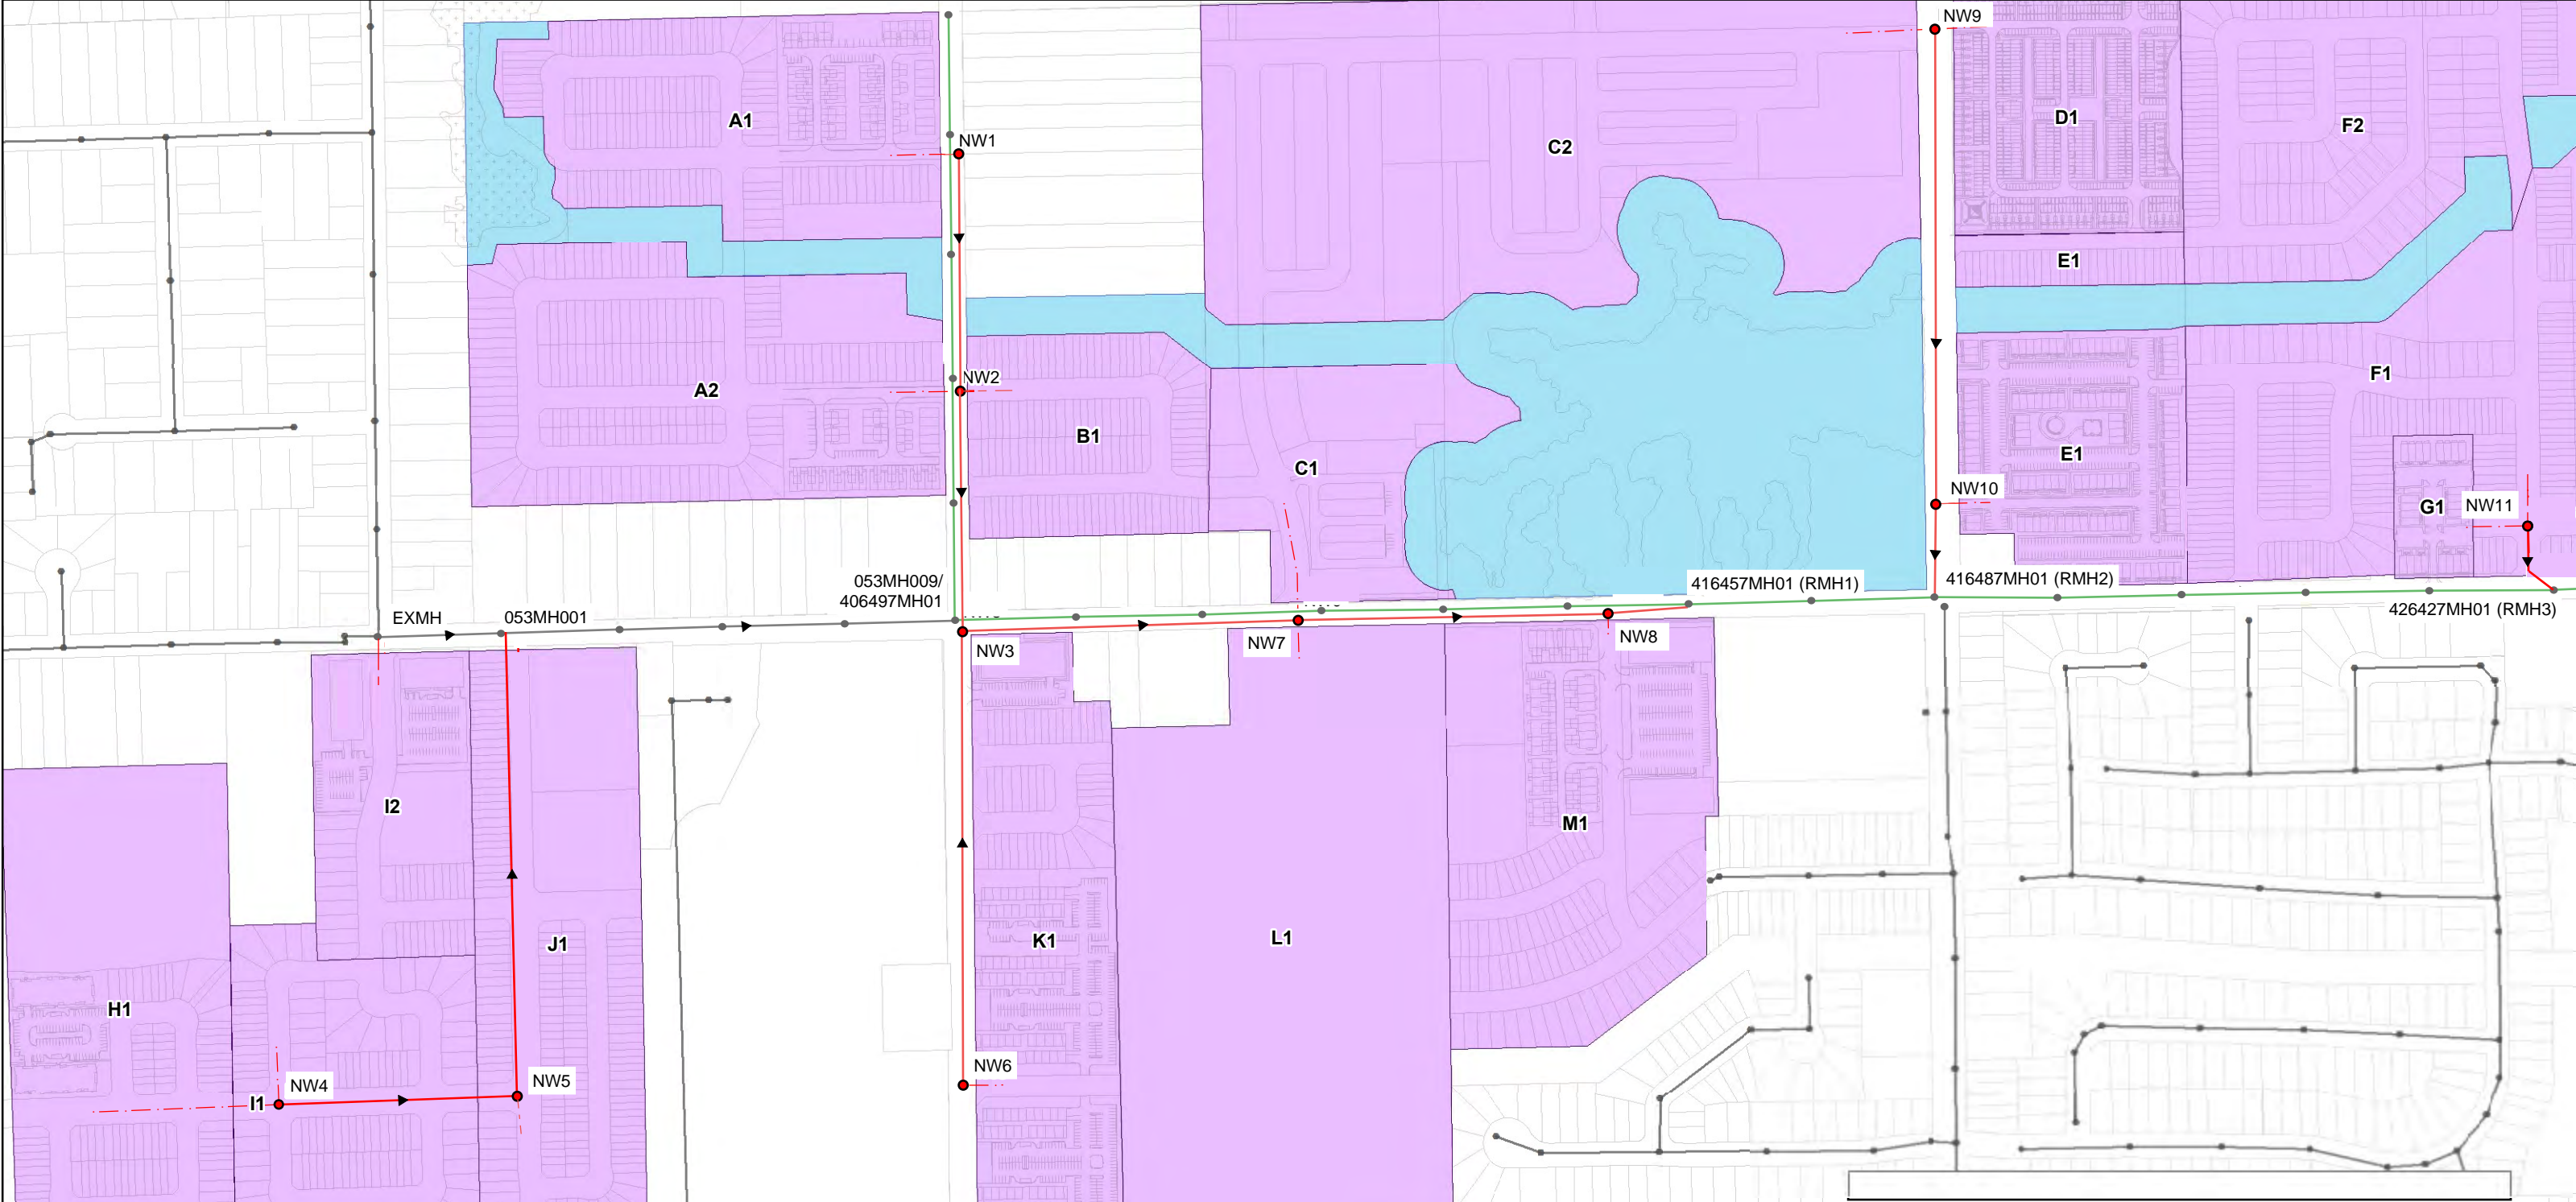 NW9
D1
F2
A1
NW1
C2
E1
NW2
A2
F1
B1
E1
C1
NW10
G1
NW11
053MH009/
406497MH01
416457MH01 (RMH1)
416487MH01 (RMH2)
426427MH01 (RMH3)
EXMH
053MH001
NW3
NW7
NW8
I2
M1
J1
K1
L1
H1
NW6
NW4
NW5
I1